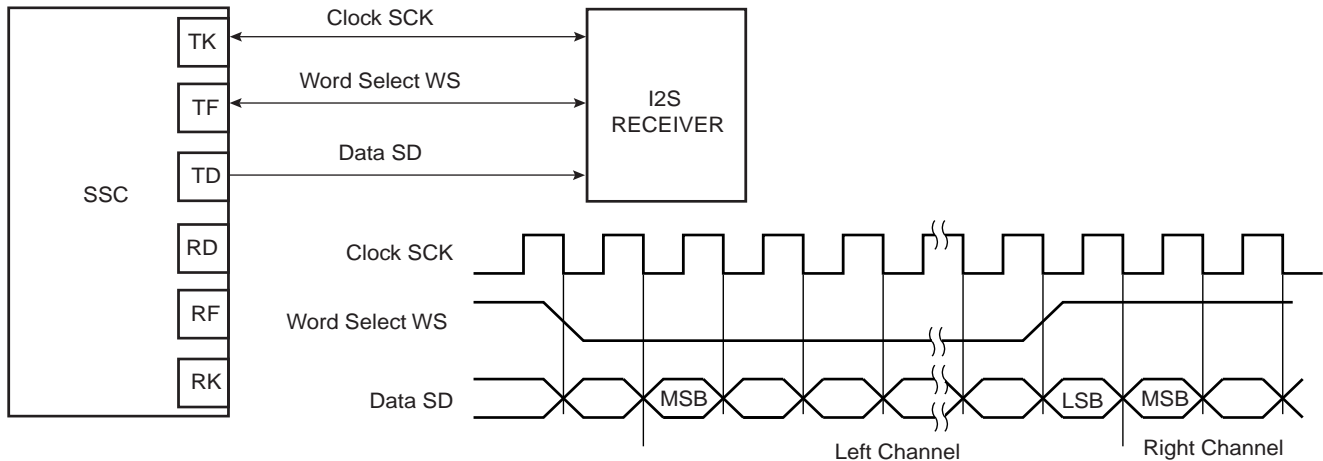 Clock SCK
TK
Word Select WS
TF
I2S
RECEIVER
Data SD
TD
SSC
RD
RF
RK
Clock SCK
Word Select WS
Data SD
MSB
LSB
MSB
Left Channel
Right Channel